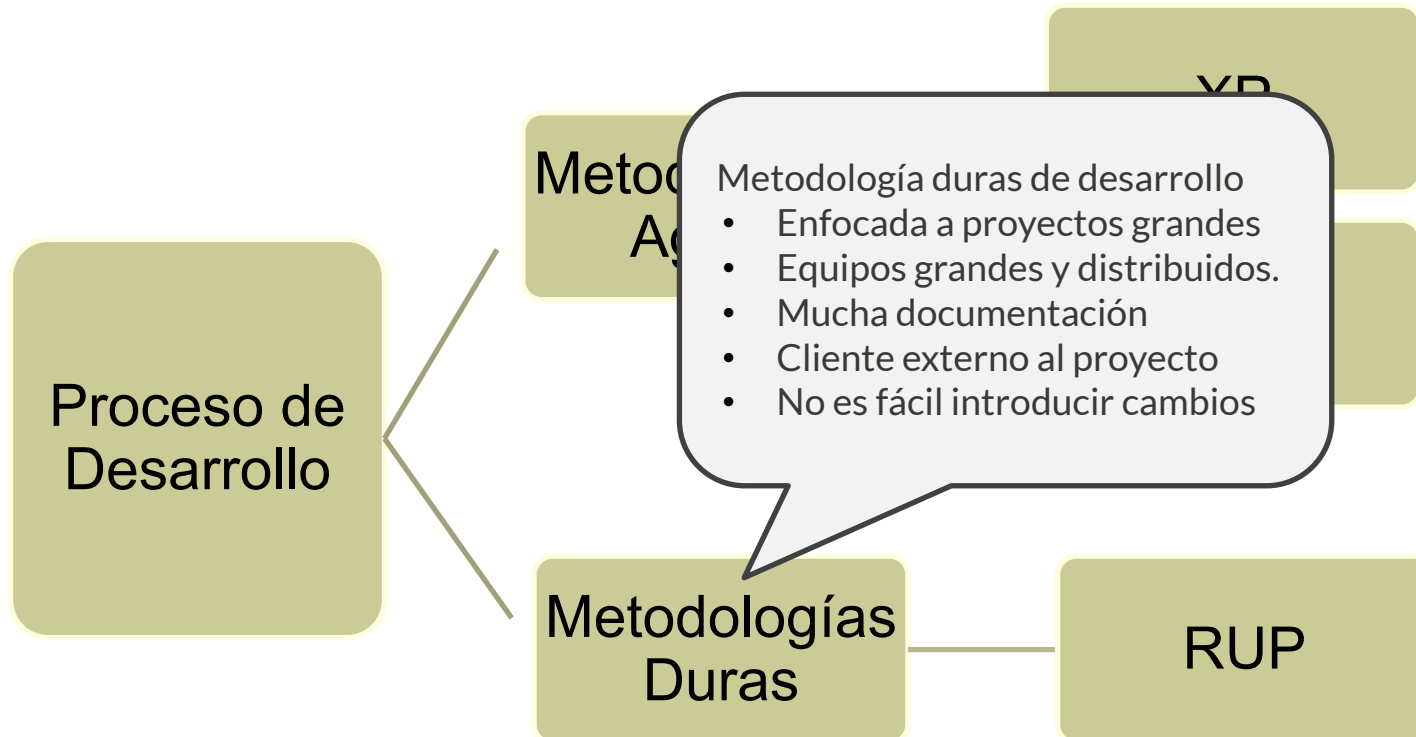 Proceso de
Desarrollo
XP
Metodología duras de desarrollo
• Enfocada a proyectos grandes
• Equipos grandes y distribuidos.
• Mucha documentación
• Cliente externo al proyecto
• No es fácil introducir cambios
Metodologías
Duras
RUP